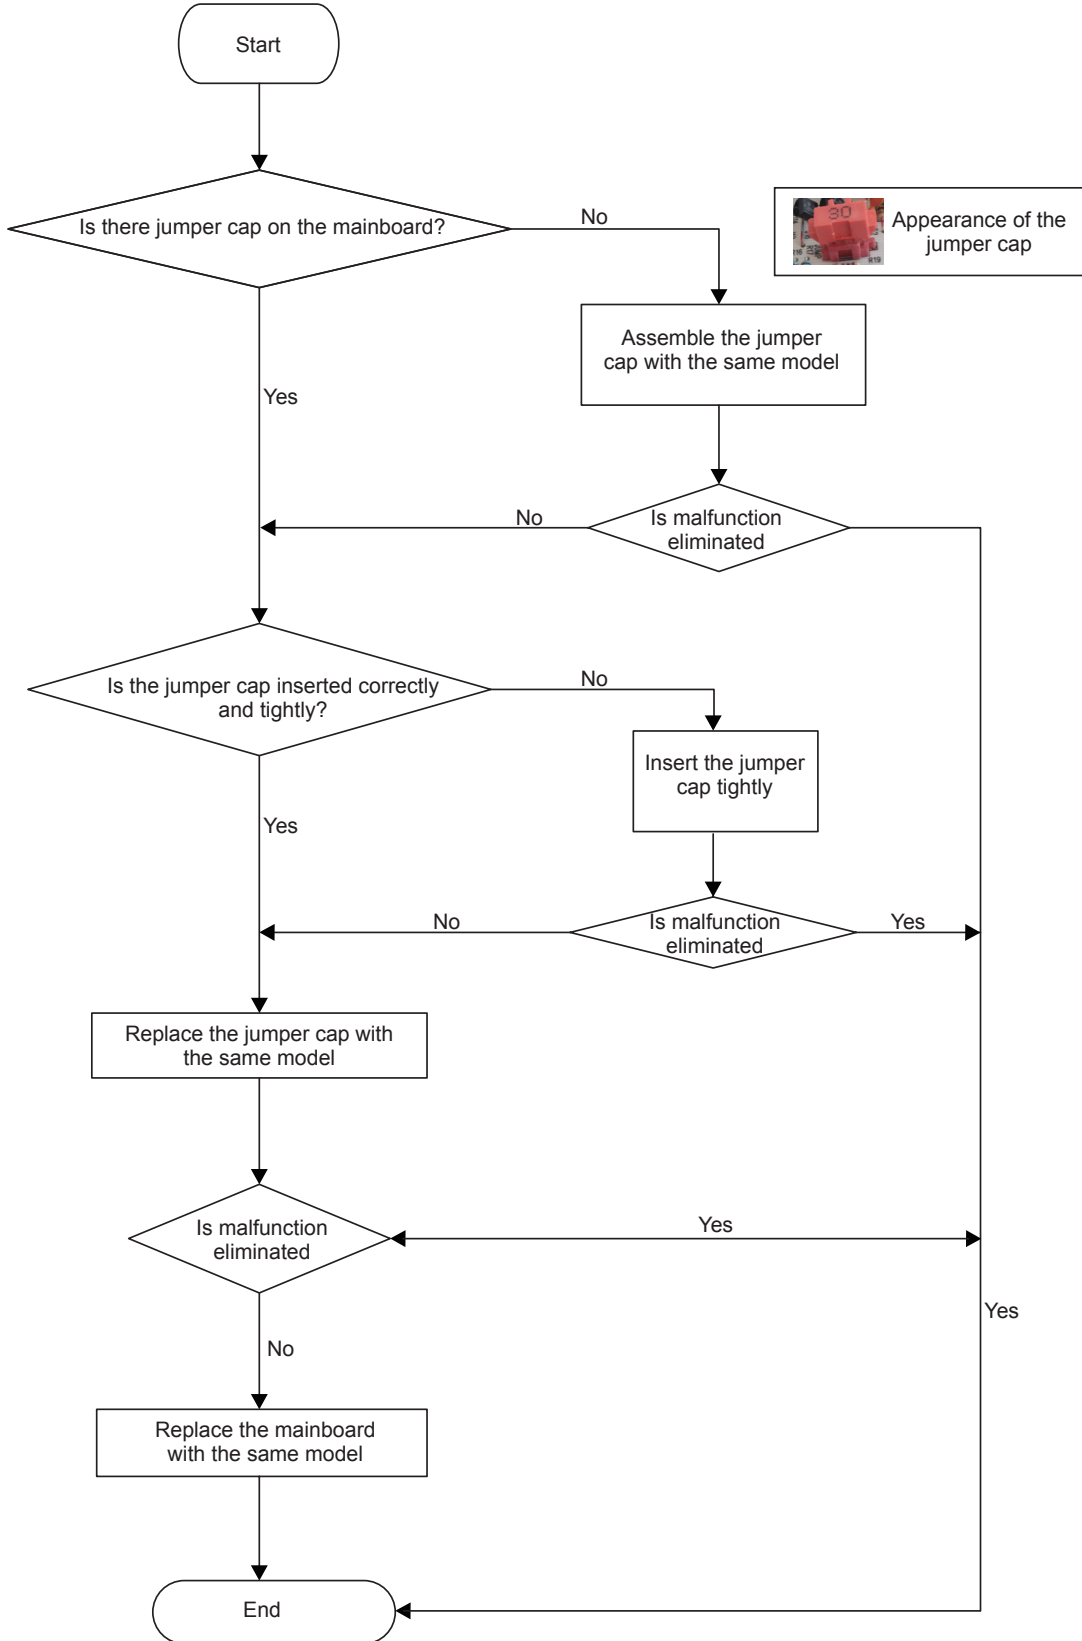 Start
Is there jumper cap on the mainboard?
No
30
R19
Appearance of the
jumper cap
Assemble the jumper
cap with the same model
Yes
No
Is malfunction
eliminated
Is the jumper cap inserted correctly
and tightly?
No
Insert the jumper
cap tightly
Yes
No
Is malfunction
eliminated
Yes
Replace the jumper cap with
the same model
Is malfunction
eliminated
Yes
Yes
No
Replace the mainboard
with the same model
End